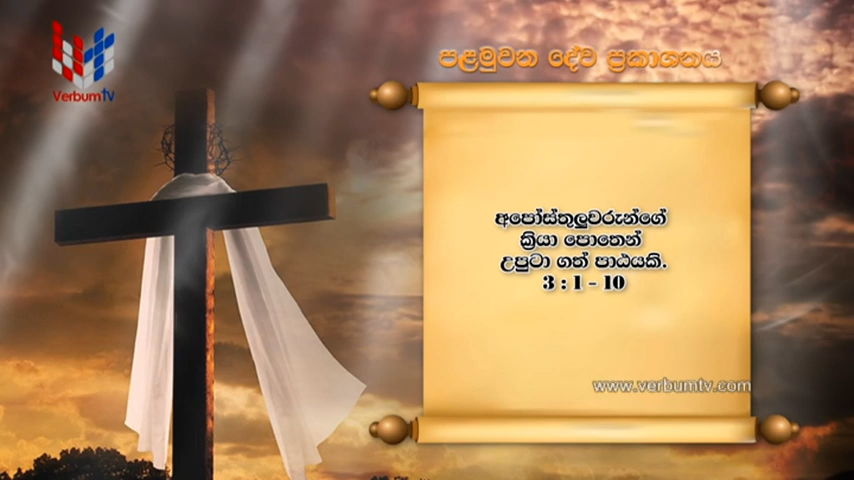 VerbumTV
පළමුවන දේව ප්‍රකාශනය
අපෝස්තුලුවරුන්ගේ
ක්‍රියා පොතෙන්
උපුටා ගත් පාඨයකි.
3 : 1 - 10
www.verbumtv.com